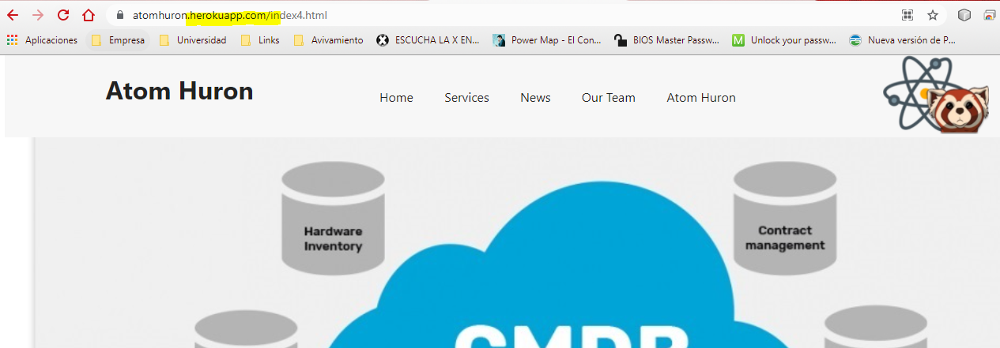 atomhuron.herokuapp.com/index4.html
Aplicaciones Empresa Universidad Links Avivamiento ESCUCHA LA X EN... Power Map - El Con... BIOS Master Passw... Unlock your passw... Nueva versión de P...
Atom Huron Home Services News Our Team Atom Huron
Hardware
Inventory
Contract
management
CMDB